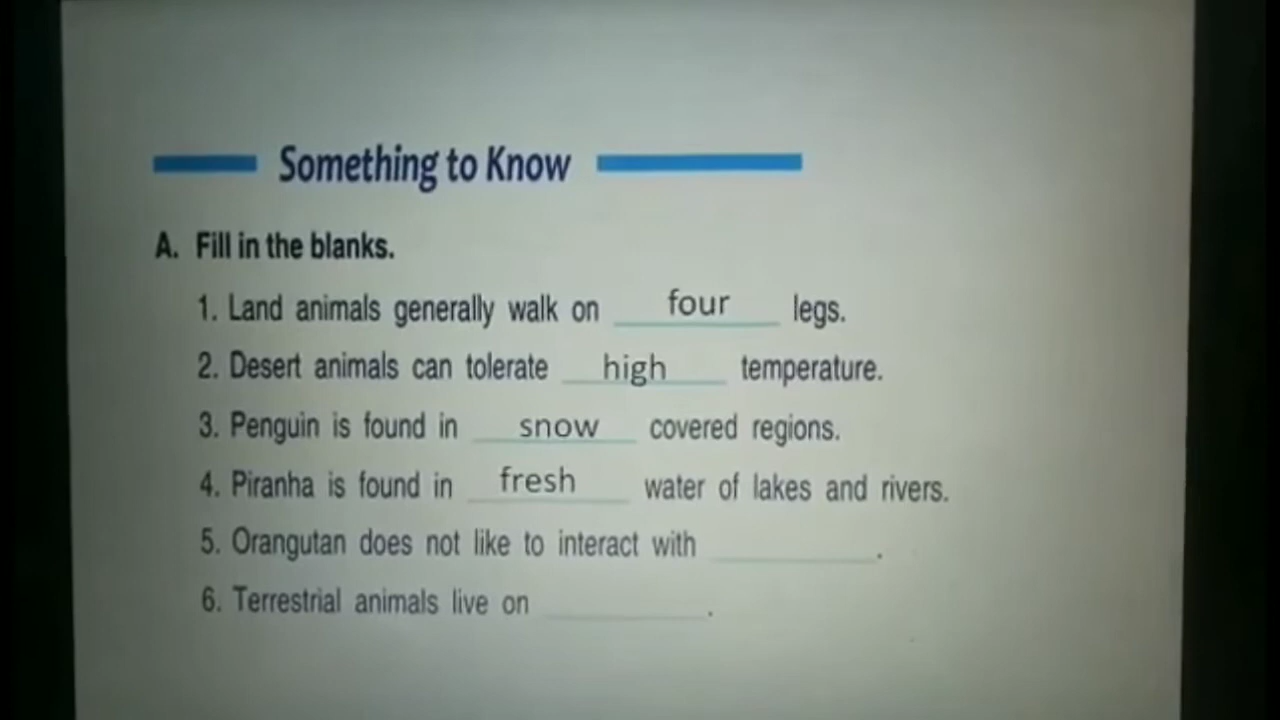 Something to Know
A. Fill in the blanks.
1. Land animals generally walk on four legs.
2. Desert animals can tolerate high temperature.
3. Penguin is found in snow covered regions.
4. Piranha is found in fresh water of lakes and rivers.
5. Orangutan does not like to interact with ________.
6. Terrestrial animals live on ________.